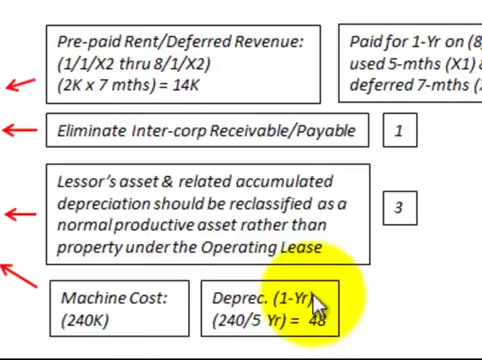 Pre-paid Rent/Deferred Revenue:
(1/1/X2 thru 8/1/X2)
(2K x 7 mths) = 14K
Paid for 1-Yr on (8/
used 5-mths (X1) &
deferred 7-mths (
Eliminate Inter-corp Receivable/Payable
1
Lessor's asset & related accumulated
depreciation should be reclassified as a
normal productive asset rather than
property under the Operating Lease
3
Machine Cost:
(240K)
Deprec. (1-Yr)
(240/5 Yr) = 48